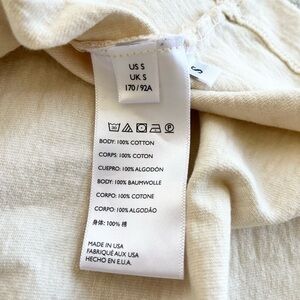 US S
UK S
170 / 92A
S
BODY: 100% COTTON
CORPS: 100% COTON
CUERPO: 100% ALGODÓN
BODY: 100% BAUMWOLLE
CORPO: 100% COTONE
CORPO: 100% ALGODÃO
身体: 100% 棉
MADE IN USA
FABRIQUÉ AUX USA
HECHO EN E.U.A.